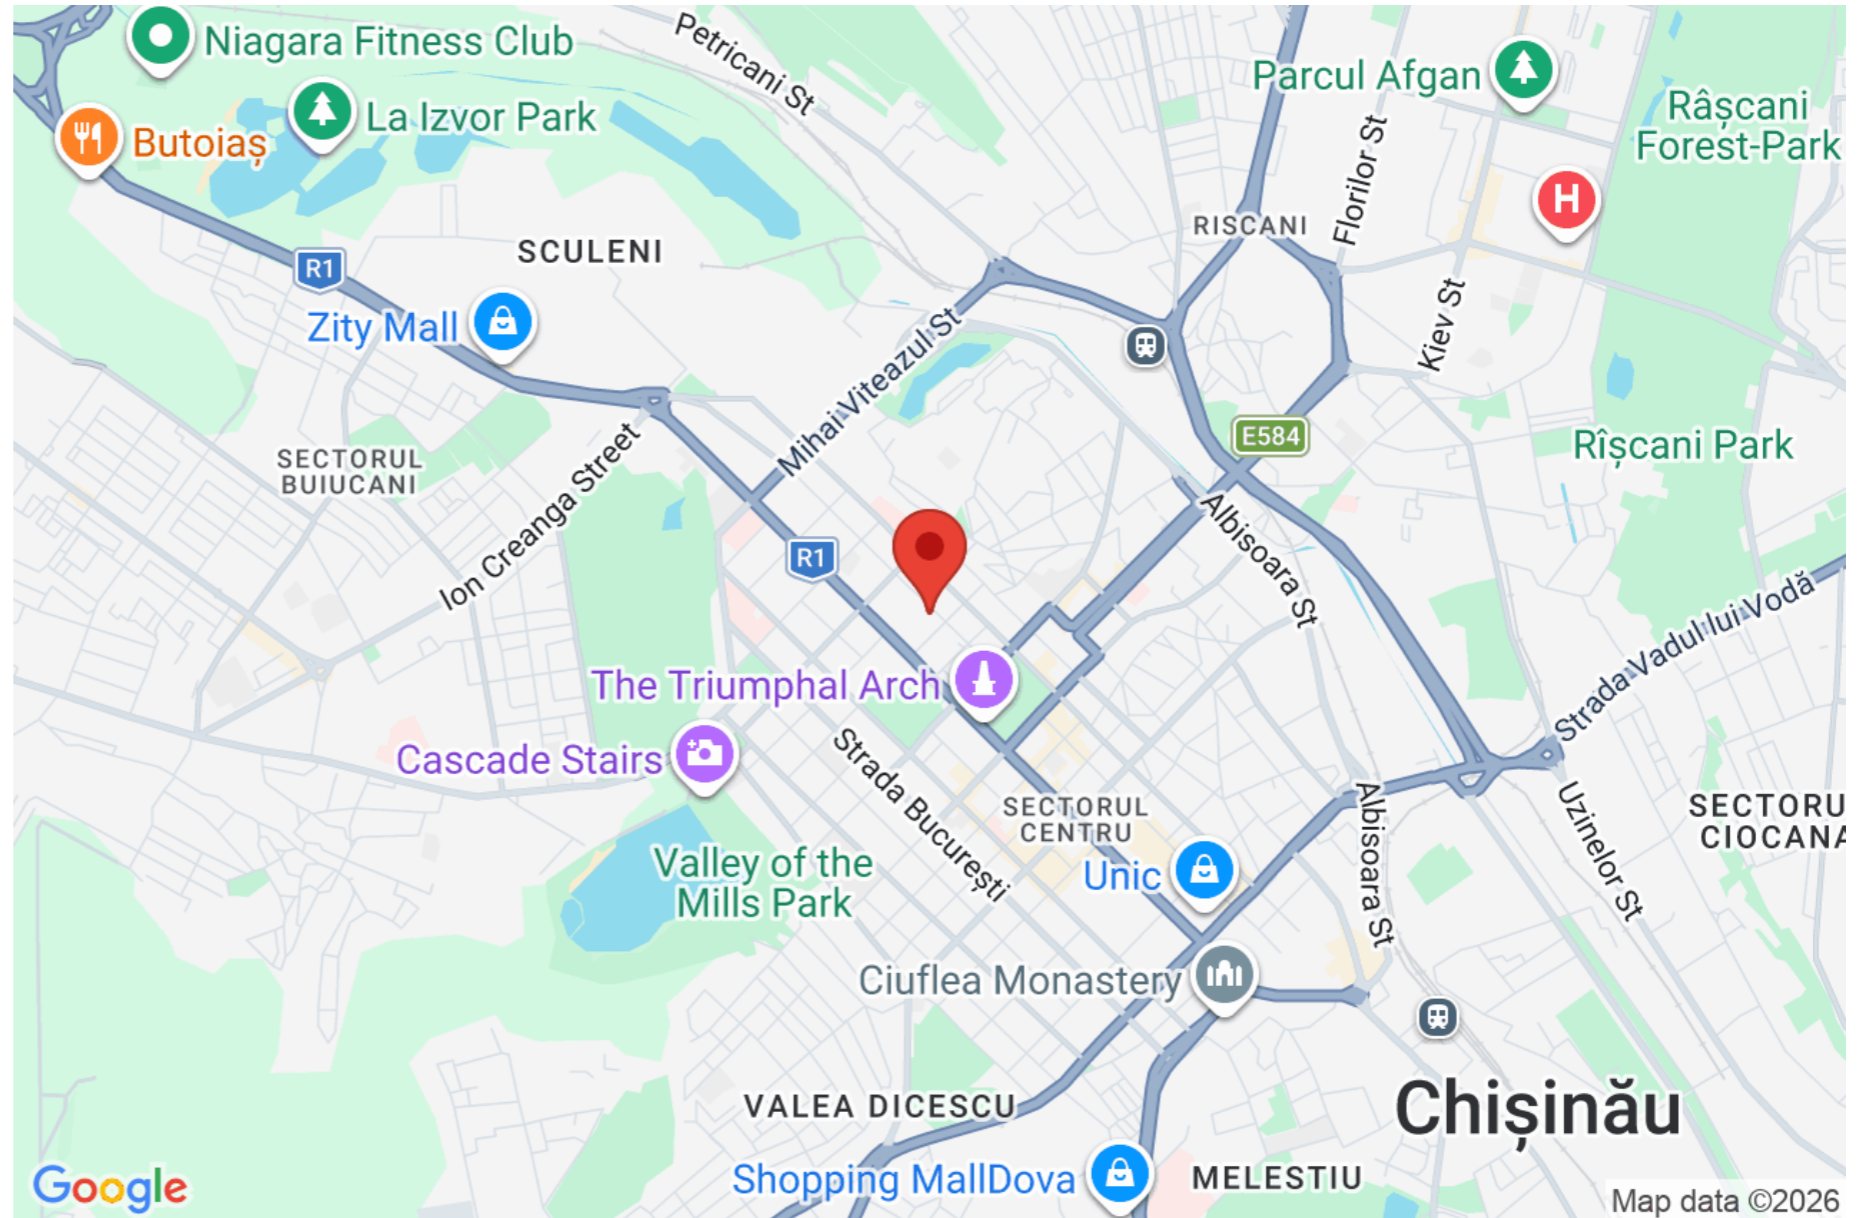 Niagara Fitness Club
Petricani St
Parcul Afgan
La Izvor Park
Râșcani
Forest-Park
Butoiaș
Florilor St
H
RISCANI
SCULENI
R1
Zity Mall
Kiev St
Mihai Viteazul St
E584
Rîșcani Park
SECTORUL
BUIUCANI
Ion Creanga Street
R1
Albisoara St
Strada Vadul lui Vodă
The Triumphal Arch
Cascade Stairs
Strada București
SECTORUL
CENTRU
Albisoara St
Uzinelor St
SECTORU
CIOCANA
Valley of the
Mills Park
Unic
Ciuflea Monastery
VALEA DICESCU
Chișinău
Shopping MallDova
MELESTIU
Google
Map data ©2026